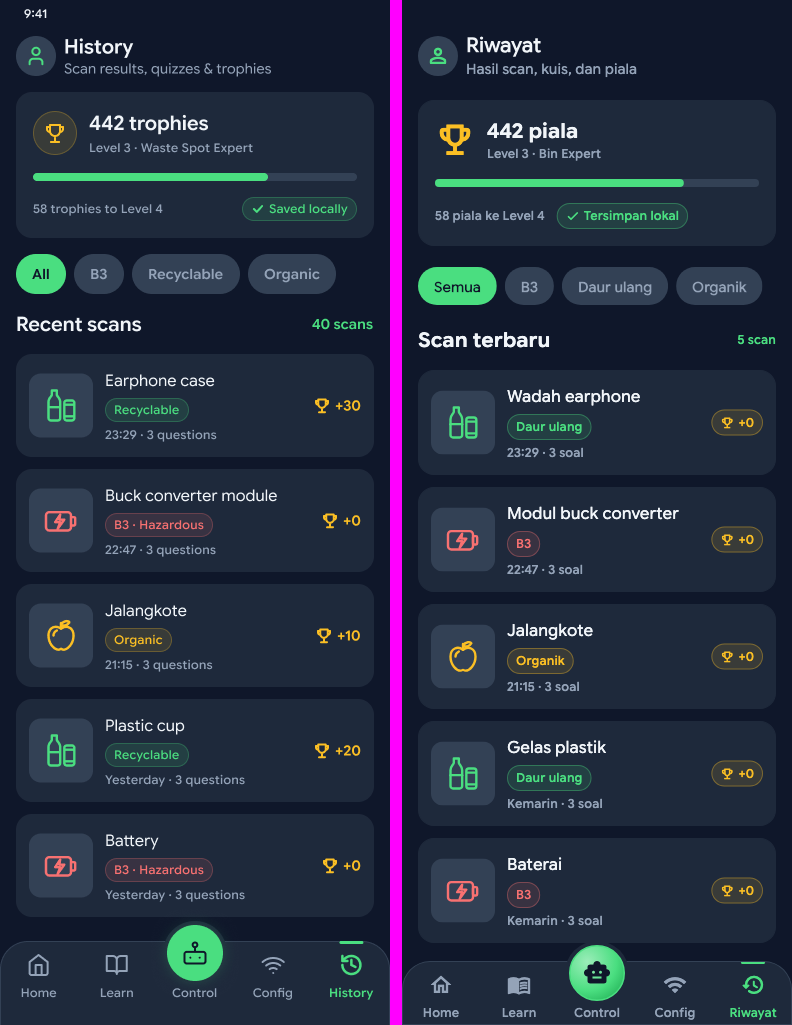 9:41
History
Scan results, quizzes & trophies
442 trophies
Level 3 · Waste Spot Expert
58 trophies to Level 4
Saved locally
All
B3
Recyclable
Organic
Recent scans
40 scans
Earphone case
Recyclable
23:29 · 3 questions
+30
Buck converter module
B3 · Hazardous
22:47 · 3 questions
+0
Jalangkote
Organic
21:15 · 3 questions
+10
Plastic cup
Recyclable
Yesterday · 3 questions
+20
Battery
B3 · Hazardous
Yesterday · 3 questions
+0
Home
Learn
Control
Config
History
Riwayat
Hasil scan, kuis, dan piala
442 piala
Level 3 · Bin Expert
58 piala ke Level 4
Tersimpan lokal
Semua
B3
Daur ulang
Organik
Scan terbaru
5 scan
Wadah earphone
Daur ulang
23:29 · 3 soal
+0
Modul buck converter
B3
22:47 · 3 soal
+0
Jalangkote
Organik
21:15 · 3 soal
+0
Gelas plastik
Daur ulang
Kemarin · 3 soal
+0
Baterai
B3
Kemarin · 3 soal
+0
Home
Learn
Control
Config
Riwayat